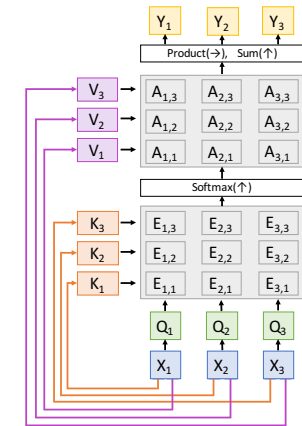 Y1 Y2 Y3
Product(→), Sum(↑)
V3 A1,3 A2,3 A3,3
V2 A1,2 A2,2 A3,2
V1 A1,1 A2,1 A3,1
Softmax(↑)
K3 E1,3 E2,3 E3,3
K2 E1,2 E2,2 E3,2
K1 E1,1 E2,1 E3,1
Q1 Q2 Q3
X1 X2 X3